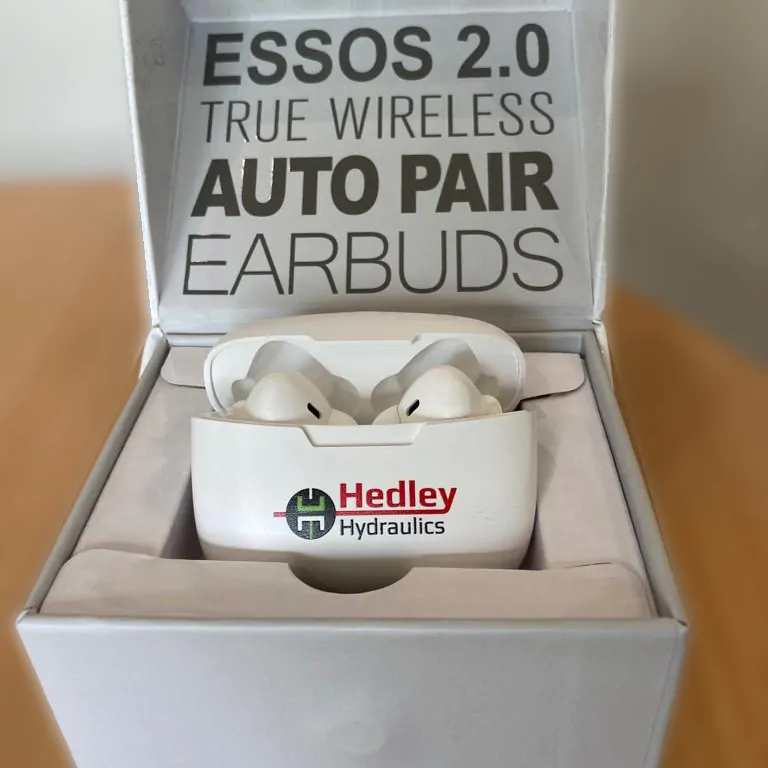 ESSOS 2.0
TRUE WIRELESS
AUTO PAIR
EARBUDS
Hedley
Hydraulics